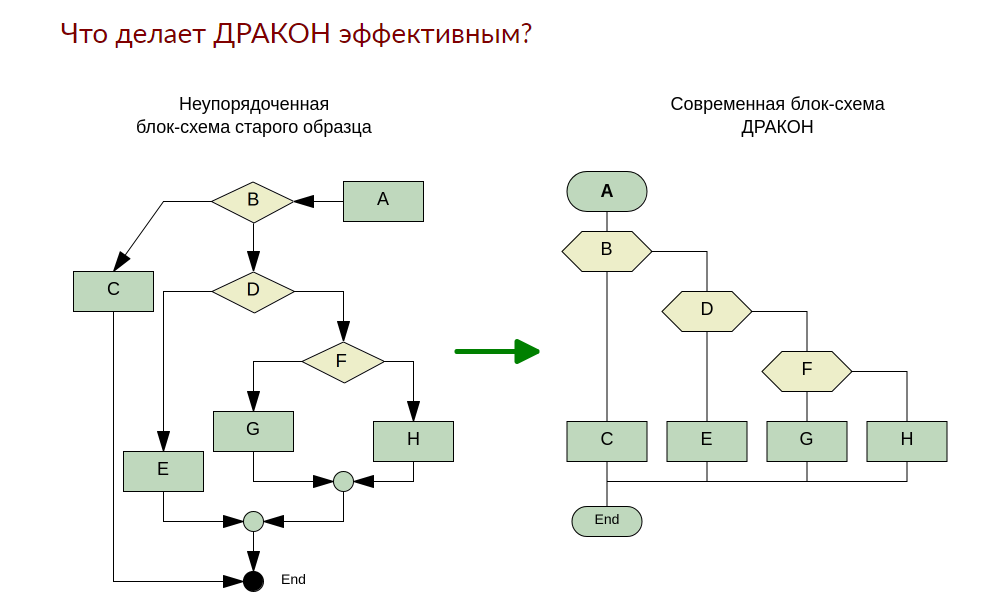 Что делает ДРАКОН эффективным?
Неупорядоченная
блок-схема старого образца
B
A
C
D
F
G
H
E
End
Современная блок-схема
ДРАКОН
A
B
D
F
C
E
G
H
End